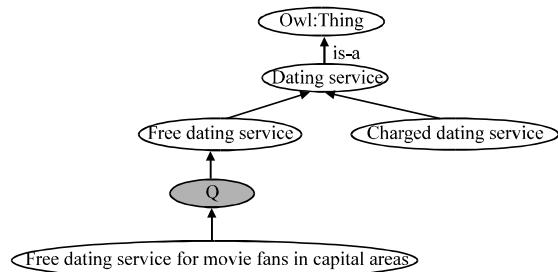 Owl:Thing
is-a
Dating service
Free dating service
Charged dating service
Q
Free dating service for movie fans in capital areas